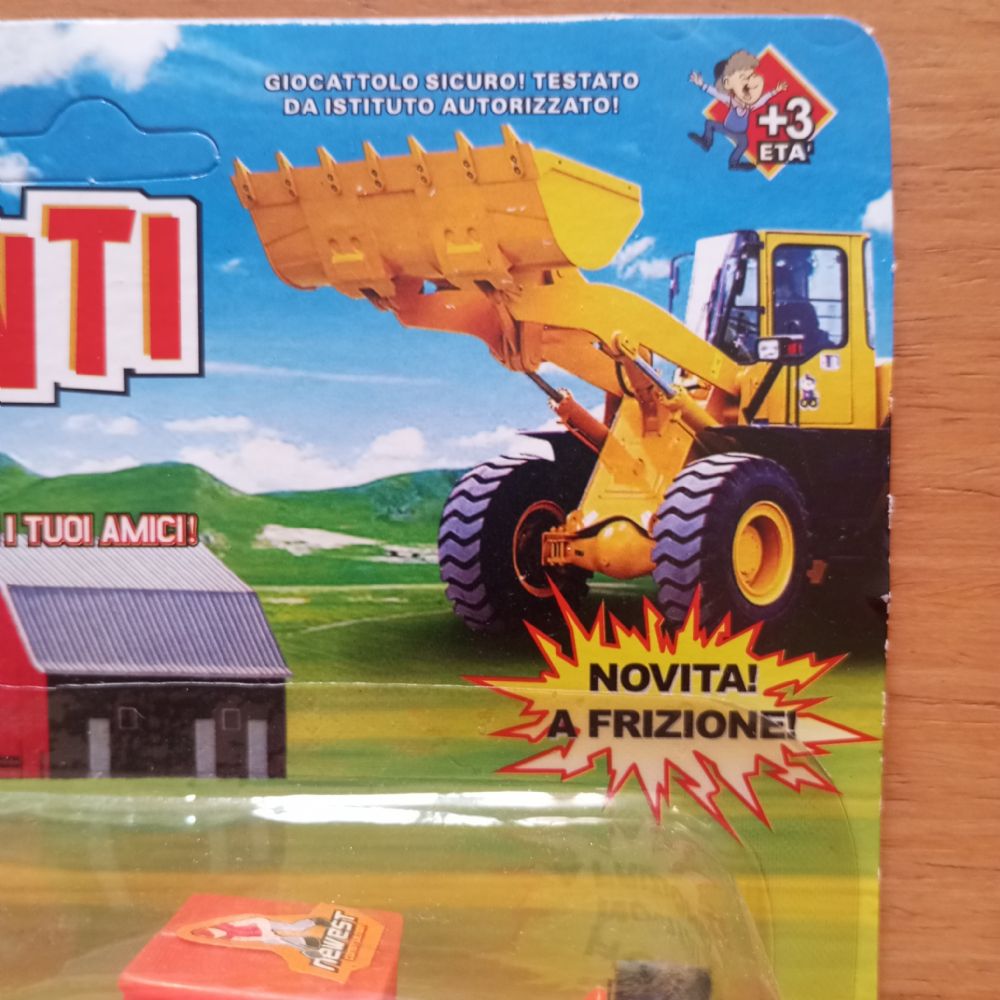 GIOCATTOLO SICURO! TESTATO
DA ISTITUTO AUTORIZZATO!
+3
ETA'
NTI
I TUOI AMICI!
NOVITA!
A FRIZIONE!
newest